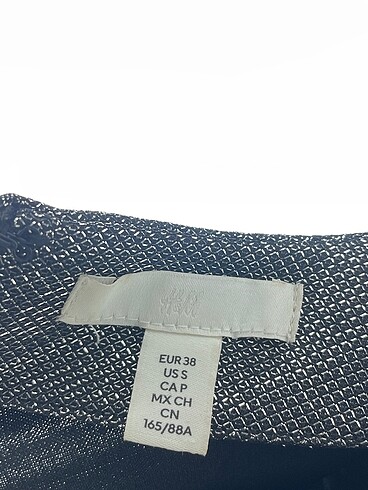 H&M
EUR 38
US S
CA P
MX CH
CN
165/88A